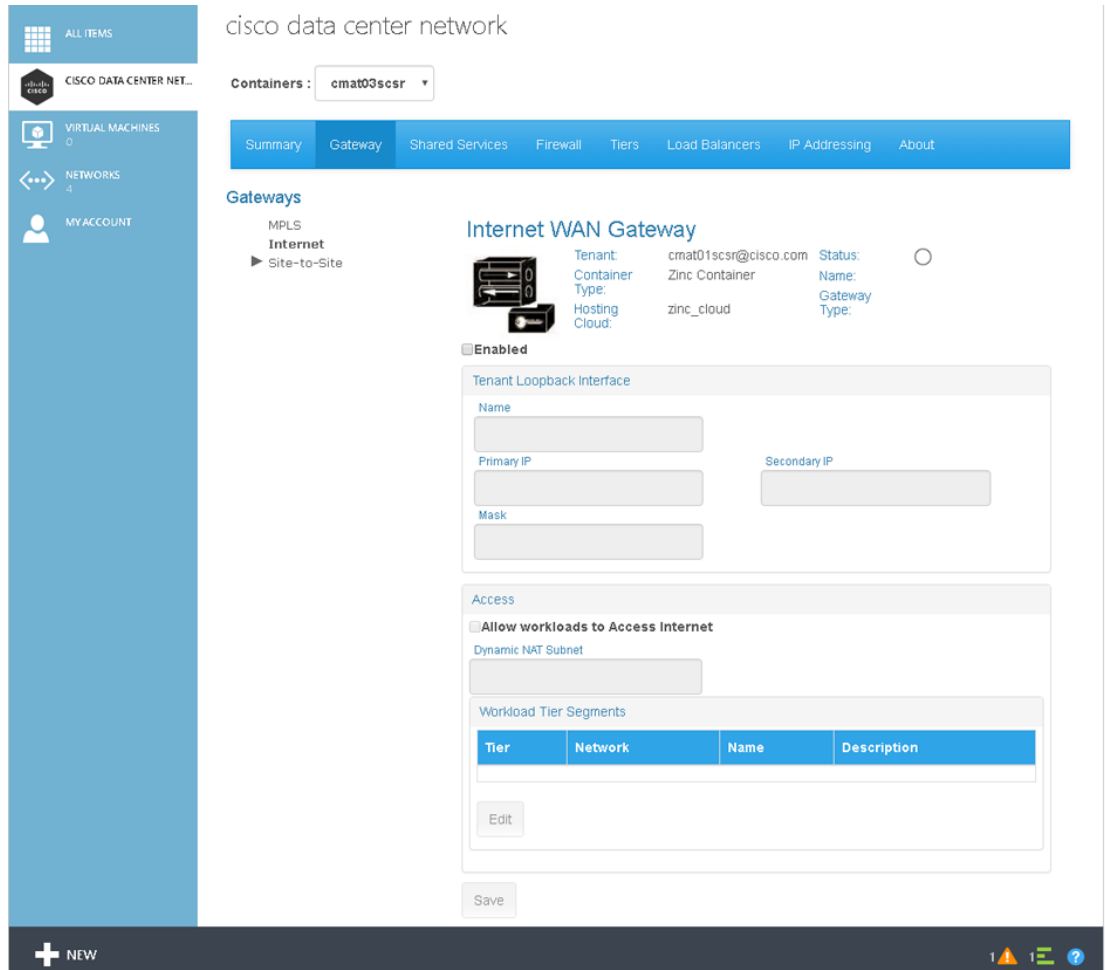 ALL ITEMS
CISCO DATA CENTER NET...
VIRTUAL MACHINES
0
NETWORKS
4
MY ACCOUNT
cisco data center network
Containers : cmat03scsr
Summary Gateway Shared Services Firewall Tiers Load Balancers IP Addressing About
Gateways
MPLS
Internet
Site-to-Site
Internet WAN Gateway
Tenant: cmat01scsr@cisco.com Status:
Container Type: Zinc Container Name:
Hosting Cloud: zinc_cloud Gateway Type:
Enabled
Tenant Loopback Interface
Name
Primary IP Secondary IP
Mask
Access
Allow workloads to Access Internet
Dynamic NAT Subnet
Workload Tier Segments
Tier Network Name Description
Edit
Save
NEW 1 1 ?